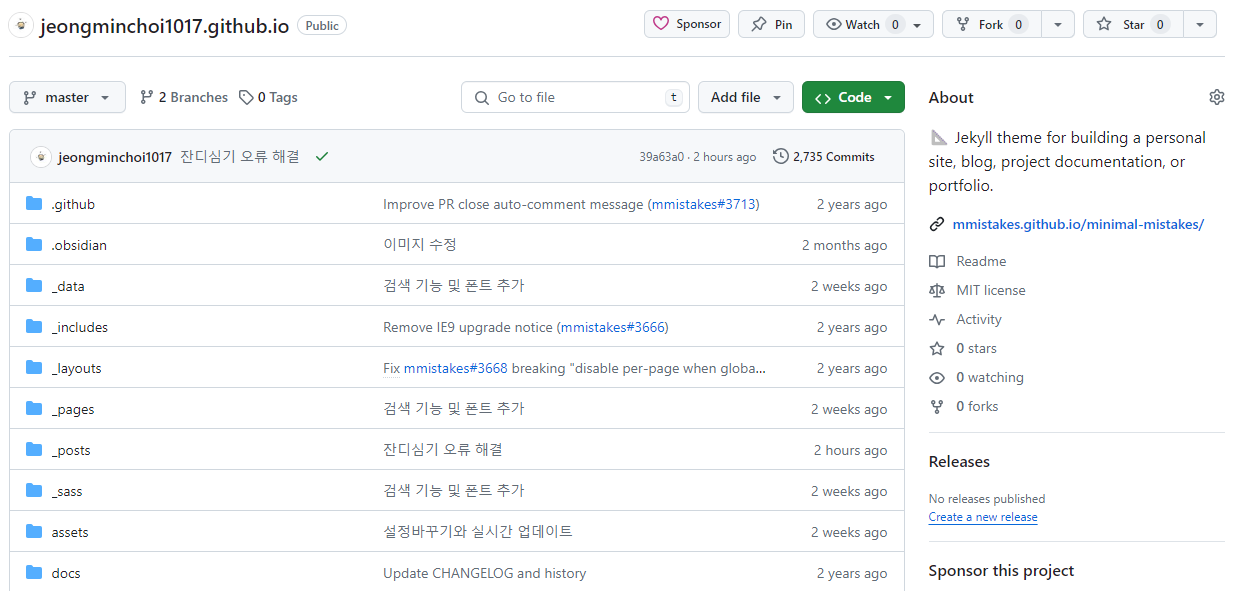 jeongminchoi1017.github.io Public Sponsor Pin Watch 0 Fork 0 Star 0
master 2 Branches 0 Tags Go to file t Add file Code
jeongminchoi1017 잔디심기 오류 해결 39a63a0 · 2 hours ago 2,735 Commits
.github Improve PR close auto-comment message (mmistakes#3713) 2 years ago
.obsidian 이미지 수정 2 months ago
_data 검색 기능 및 폰트 추가 2 weeks ago
_includes Remove IE9 upgrade notice (mmistakes#3666) 2 years ago
_layouts Fix mmistakes#3668 breaking "disable per-page when globa... 2 years ago
_pages 검색 기능 및 폰트 추가 2 weeks ago
_posts 잔디심기 오류 해결 2 hours ago
_sass 검색 기능 및 폰트 추가 2 weeks ago
assets 설정바꾸기와 실시간 업데이트 2 weeks ago
docs Update CHANGELOG and history 2 years ago
About
Jekyll theme for building a personal
site, blog, project documentation, or
portfolio.
mmistakes.github.io/minimal-mistakes/
Readme
MIT license
Activity
0 stars
0 watching
0 forks
Releases
No releases published
Create a new release
Sponsor this project